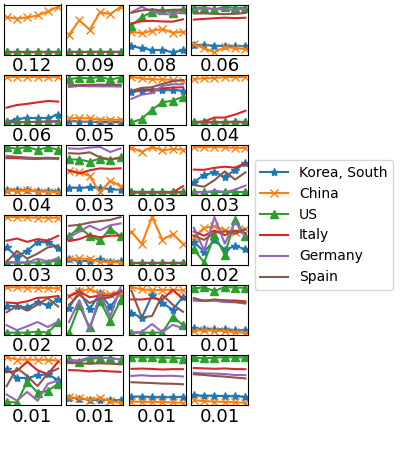 0.12 0.09 0.08 0.06
0.06 0.05 0.05 0.04
0.04 0.03 0.03 0.03
Korea, South
China
US
Italy
Germany
Spain
0.03 0.03 0.03 0.02
0.02 0.02 0.01 0.01
0.01 0.01 0.01 0.01